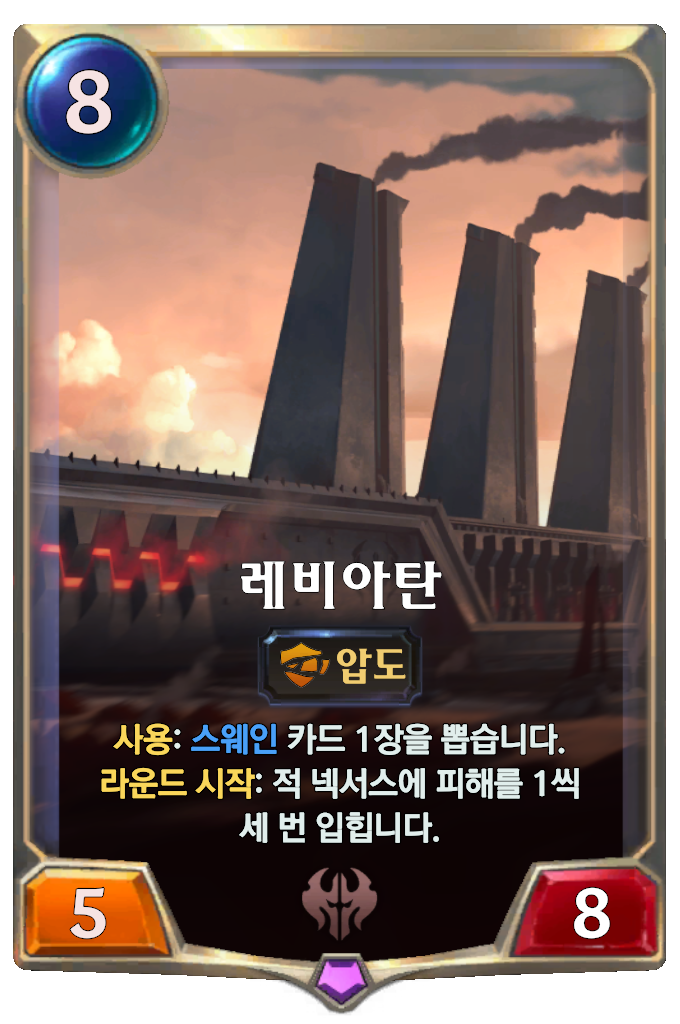 8
레비아탄
압도
사용: 스웨인 카드 1장을 뽑습니다.
라운드 시작: 적 넥서스에 피해를 1씩
세 번 입힙니다.
5
8